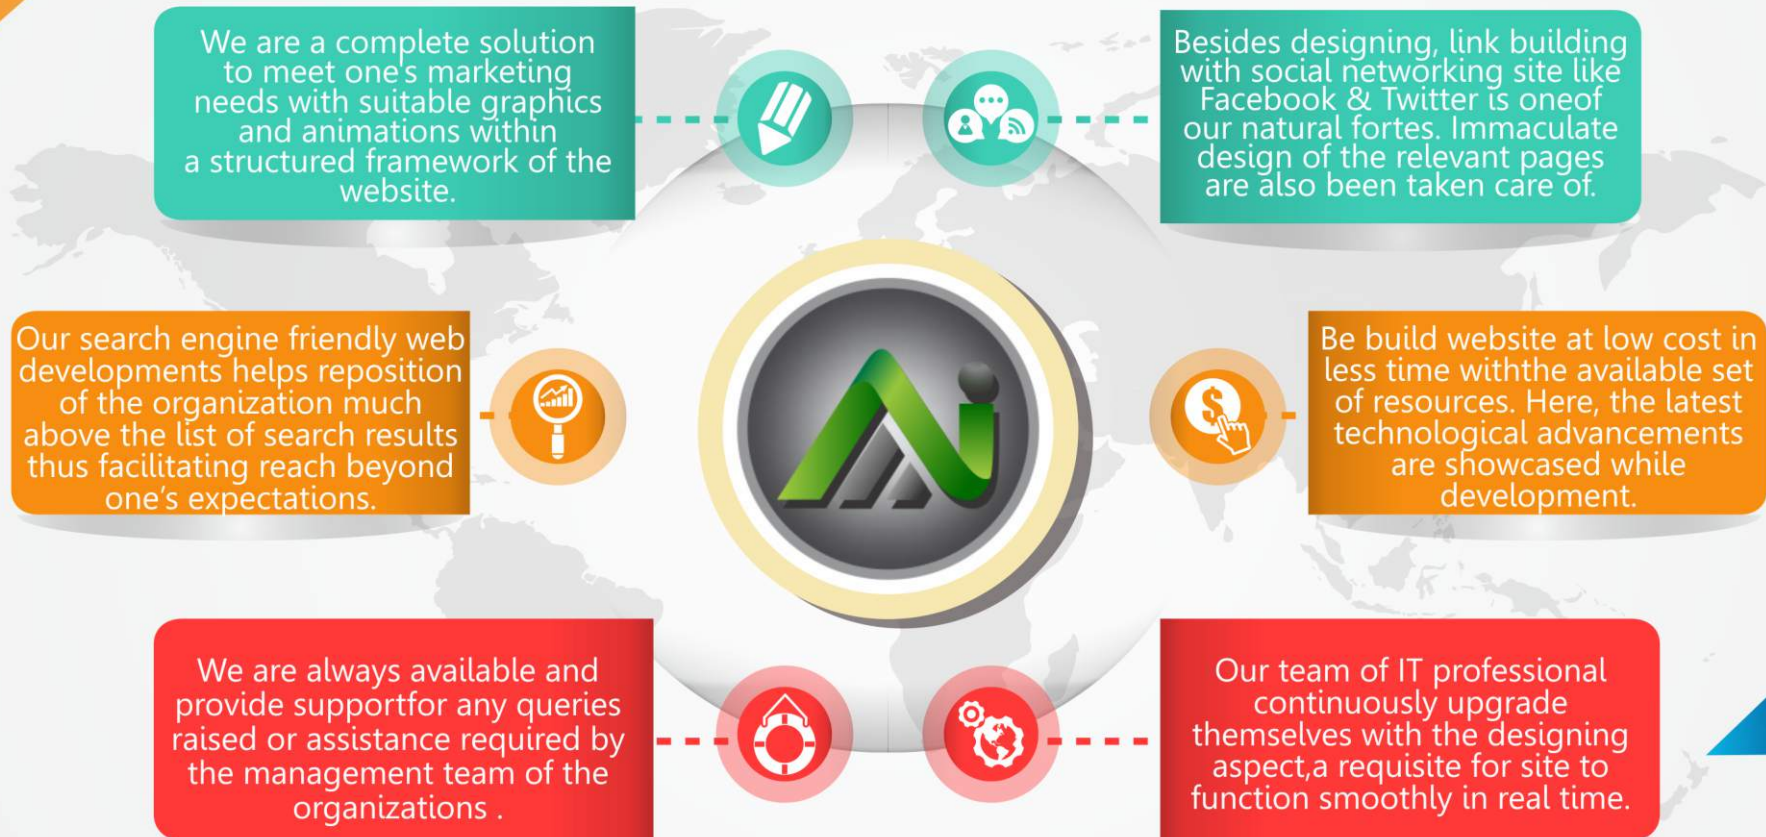 We are a complete solution
to meet one's marketing
needs with suitable graphics
and animations within
a structured framework of the
website.
Besides designing, link building
with social networking site like
Facebook & Twitter is oneof
our natural fortes. Immaculate
design of the relevant pages
are also been taken care of.
Our search engine friendly web
developments helps reposition
of the organization much
above the list of search results
thus facilitating reach beyond
one's expectations.
Be build website at low cost in
less time withthe available set
of resources. Here, the latest
technological advancements
are showcased while
development.
We are always available and
provide supportfor any queries
raised or assistance required by
the management team of the
organizations .
Our team of IT professional
continuously upgrade
themselves with the designing
aspect,a requisite for site to
function smoothly in real time.